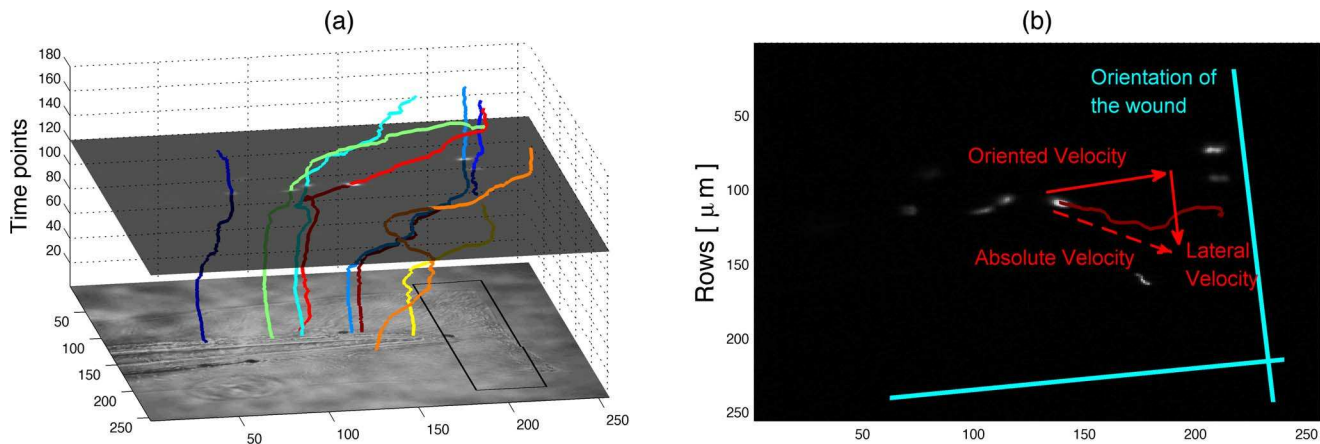 (a)
180
160
140
120
100
80
60
40
20
Time points
50
100
150
200
250
50
100
150
200
250
(b)
Orientation of
the wound
Oriented Velocity
Absolute Velocity
Lateral
Velocity
Rows [ μ m]
50
100
150
200
250
50
100
150
200
250